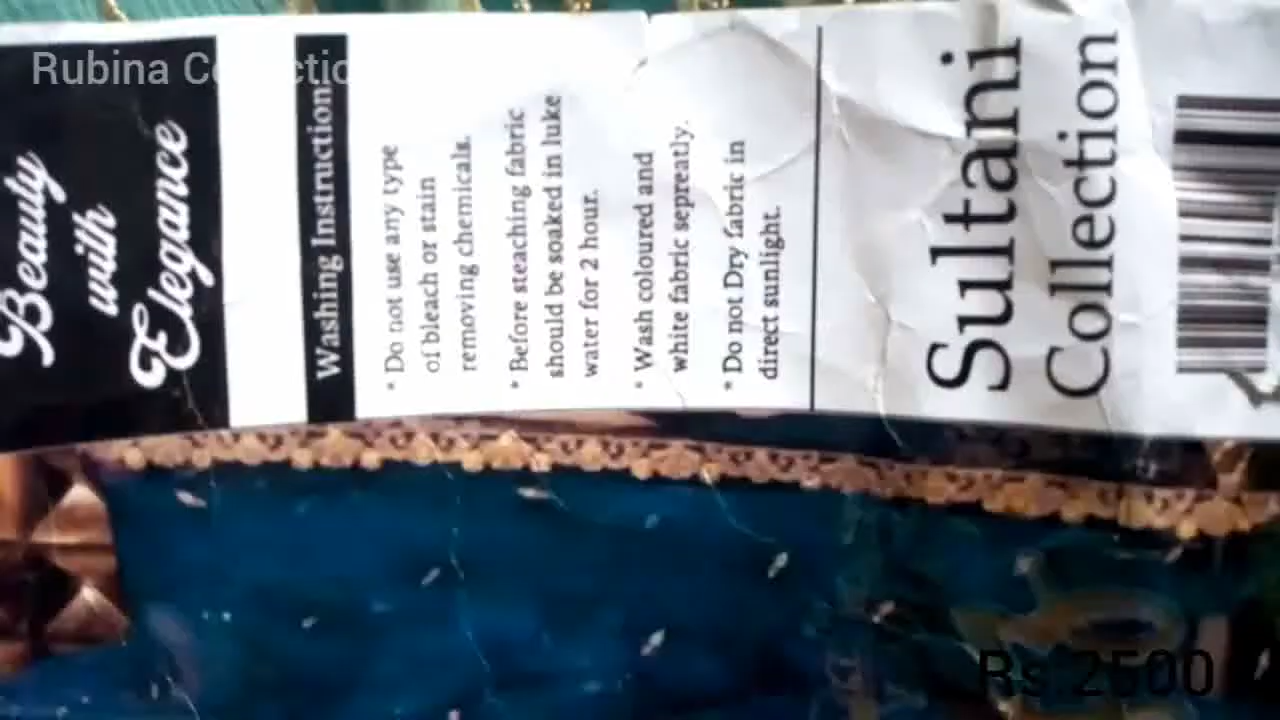 Rubina Collection
Beauty
with
Elegance
Washing Instruction
* Do not use any type
of bleach or stain
removing chemicals.
* Before steaching fabric
should be soaked in luke
water for 2 hour.
* Wash coloured and
white fabric sepreatly.
* Do not Dry fabric in
direct sunlight.
Sultani
Collection
Rs.2500